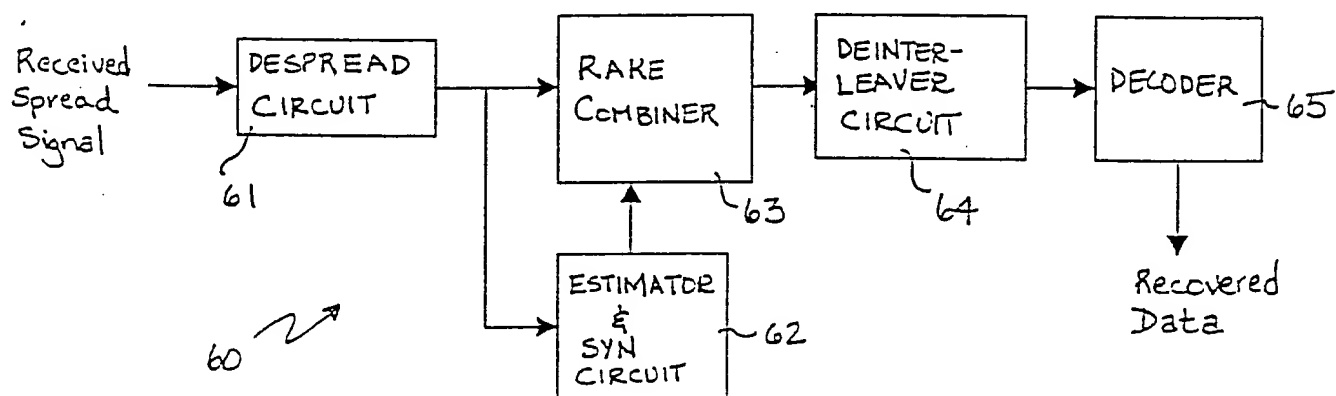 Received
Spread
Signal
DESPREAD
CIRCUIT
61
RAKE
COMBINER
63
DEINTER-
LEAVER
CIRCUIT
64
DECODER
65
ESTIMATOR
&
SYN
CIRCUIT
62
Recovered
Data
60